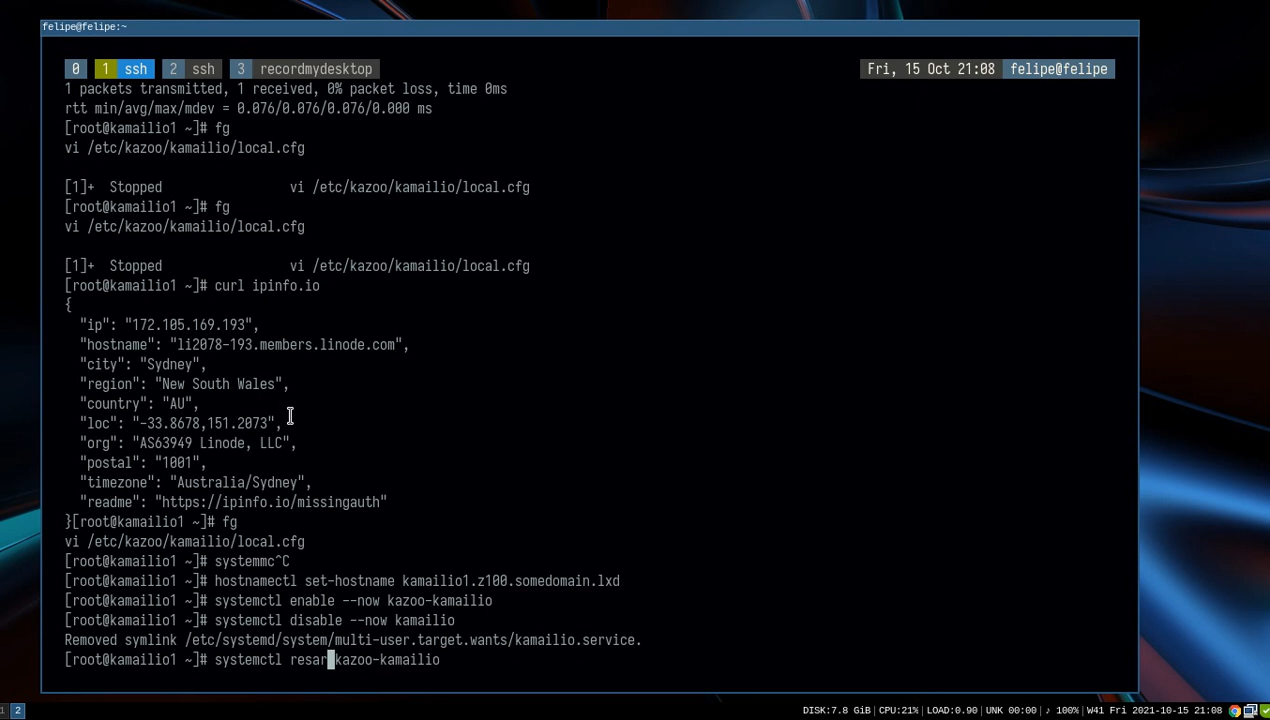 felipe@felipe:~
0 1 ssh 2 ssh 3 recordmydesktop Fri, 15 Oct 21:08 felipe@felipe
1 packets transmitted, 1 received, 0% packet loss, time 0ms
rtt min/avg/max/mdev = 0.076/0.076/0.076/0.000 ms
[root@kamailio1 ~]# fg
vi /etc/kazoo/kamailio/local.cfg
[1]+  Stopped                 vi /etc/kazoo/kamailio/local.cfg
[root@kamailio1 ~]# fg
vi /etc/kazoo/kamailio/local.cfg
[1]+  Stopped                 vi /etc/kazoo/kamailio/local.cfg
[root@kamailio1 ~]# curl ipinfo.io
{
  "ip": "172.105.169.193",
  "hostname": "li2078-193.members.linode.com",
  "city": "Sydney",
  "region": "New South Wales",
  "country": "AU",
  "loc": "-33.8678,151.2073",
  "org": "AS63949 Linode, LLC",
  "postal": "1001",
  "timezone": "Australia/Sydney",
  "readme": "https://ipinfo.io/missingauth"
}[root@kamailio1 ~]# fg
vi /etc/kazoo/kamailio/local.cfg
[root@kamailio1 ~]# systemmc^C
[root@kamailio1 ~]# hostnamectl set-hostname kamailio1.z100.somedomain.lxd
[root@kamailio1 ~]# systemctl enable --now kazoo-kamailio
[root@kamailio1 ~]# systemctl disable --now kamailio
Removed symlink /etc/systemd/system/multi-user.target.wants/kamailio.service.
[root@kamailio1 ~]# systemctl resar kazoo-kamailio
1 2 DISK:7.8 GiB|CPU:21%|LOAD:0.90|UNK 00:00|♪ 100%|W41 Fri 2021-10-15 21:08